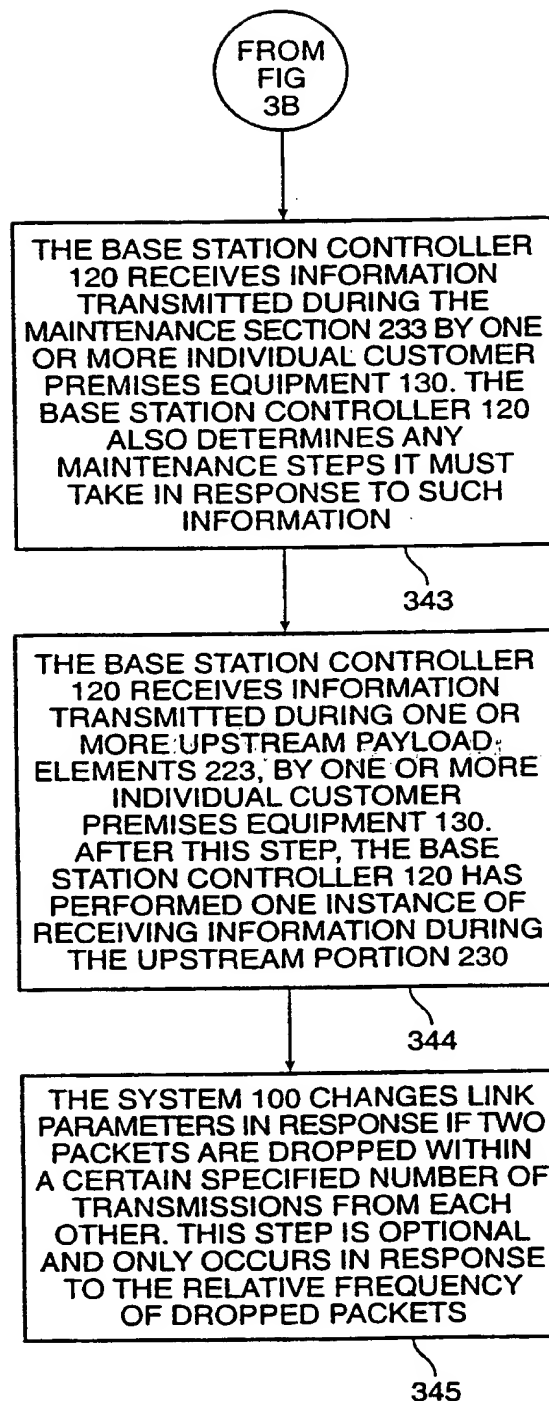 FROM
FIG
3B
THE BASE STATION CONTROLLER
120 RECEIVES INFORMATION
TRANSMITTED DURING THE
MAINTENANCE SECTION 233 BY ONE
OR MORE INDIVIDUAL CUSTOMER
PREMISES EQUIPMENT 130. THE
BASE STATION CONTROLLER 120
ALSO DETERMINES ANY
MAINTENANCE STEPS IT MUST
TAKE IN RESPONSE TO SUCH
INFORMATION
343
THE BASE STATION CONTROLLER
120 RECEIVES INFORMATION
TRANSMITTED DURING ONE OR
MORE UPSTREAM PAYLOAD
ELEMENTS 223, BY ONE OR MORE
INDIVIDUAL CUSTOMER
PREMISES EQUIPMENT 130.
AFTER THIS STEP, THE BASE
STATION CONTROLLER 120 HAS
PERFORMED ONE INSTANCE OF
RECEIVING INFORMATION DURING
THE UPSTREAM PORTION 230
344
THE SYSTEM 100 CHANGES LINK
PARAMETERS IN RESPONSE IF TWO
PACKETS ARE DROPPED WITHIN
A CERTAIN SPECIFIED NUMBER OF
TRANSMISSIONS FROM EACH
OTHER. THIS STEP IS OPTIONAL
AND ONLY OCCURS IN RESPONSE
TO THE RELATIVE FREQUENCY
OF DROPPED PACKETS
345